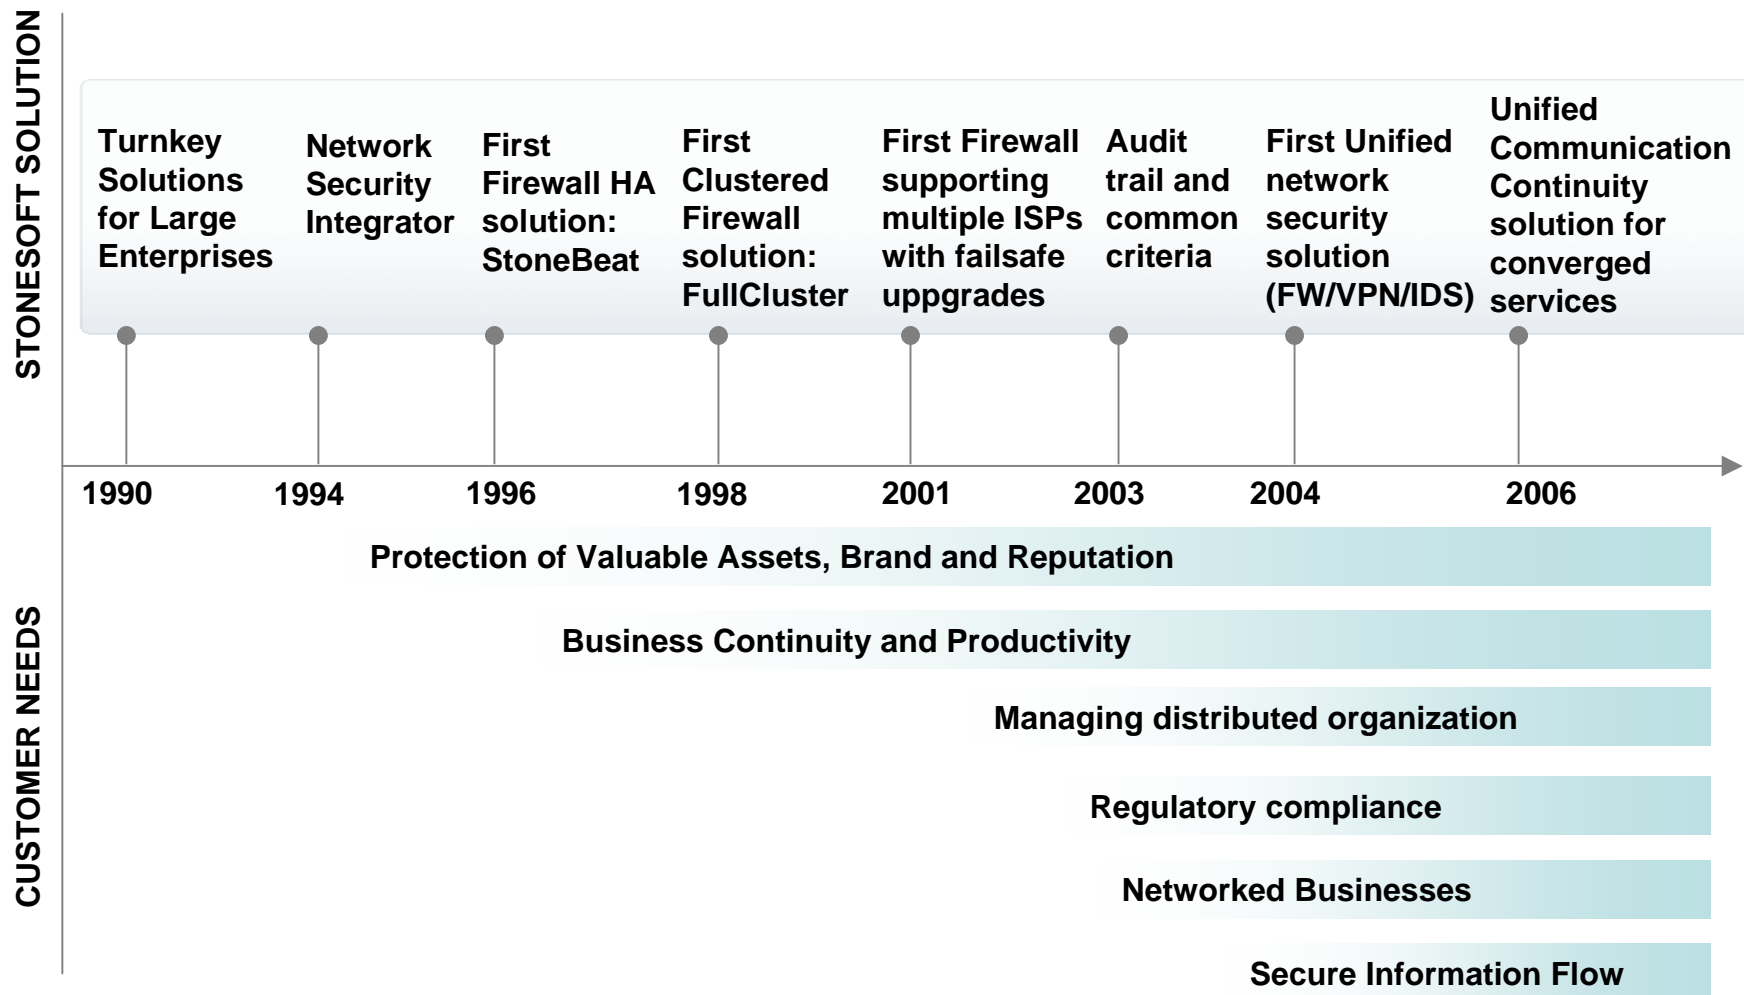 STONESOFT SOLUTION
Turnkey
Solutions
for Large
Enterprises
Network
Security
Integrator
First
Firewall HA
solution:
StoneBeat
First
Clustered
Firewall
solution:
FullCluster
First Firewall
supporting
multiple ISPs
with failsafe
uppgrades
Audit
trail and
common
criteria
First Unified
network
security
solution
(FW/VPN/IDS)
Unified
Communication
Continuity
solution for
converged
services
1990
1994
1996
1998
2001
2003
2004
2006
CUSTOMER NEEDS
Protection of Valuable Assets, Brand and Reputation
Business Continuity and Productivity
Managing distributed organization
Regulatory compliance
Networked Businesses
Secure Information Flow